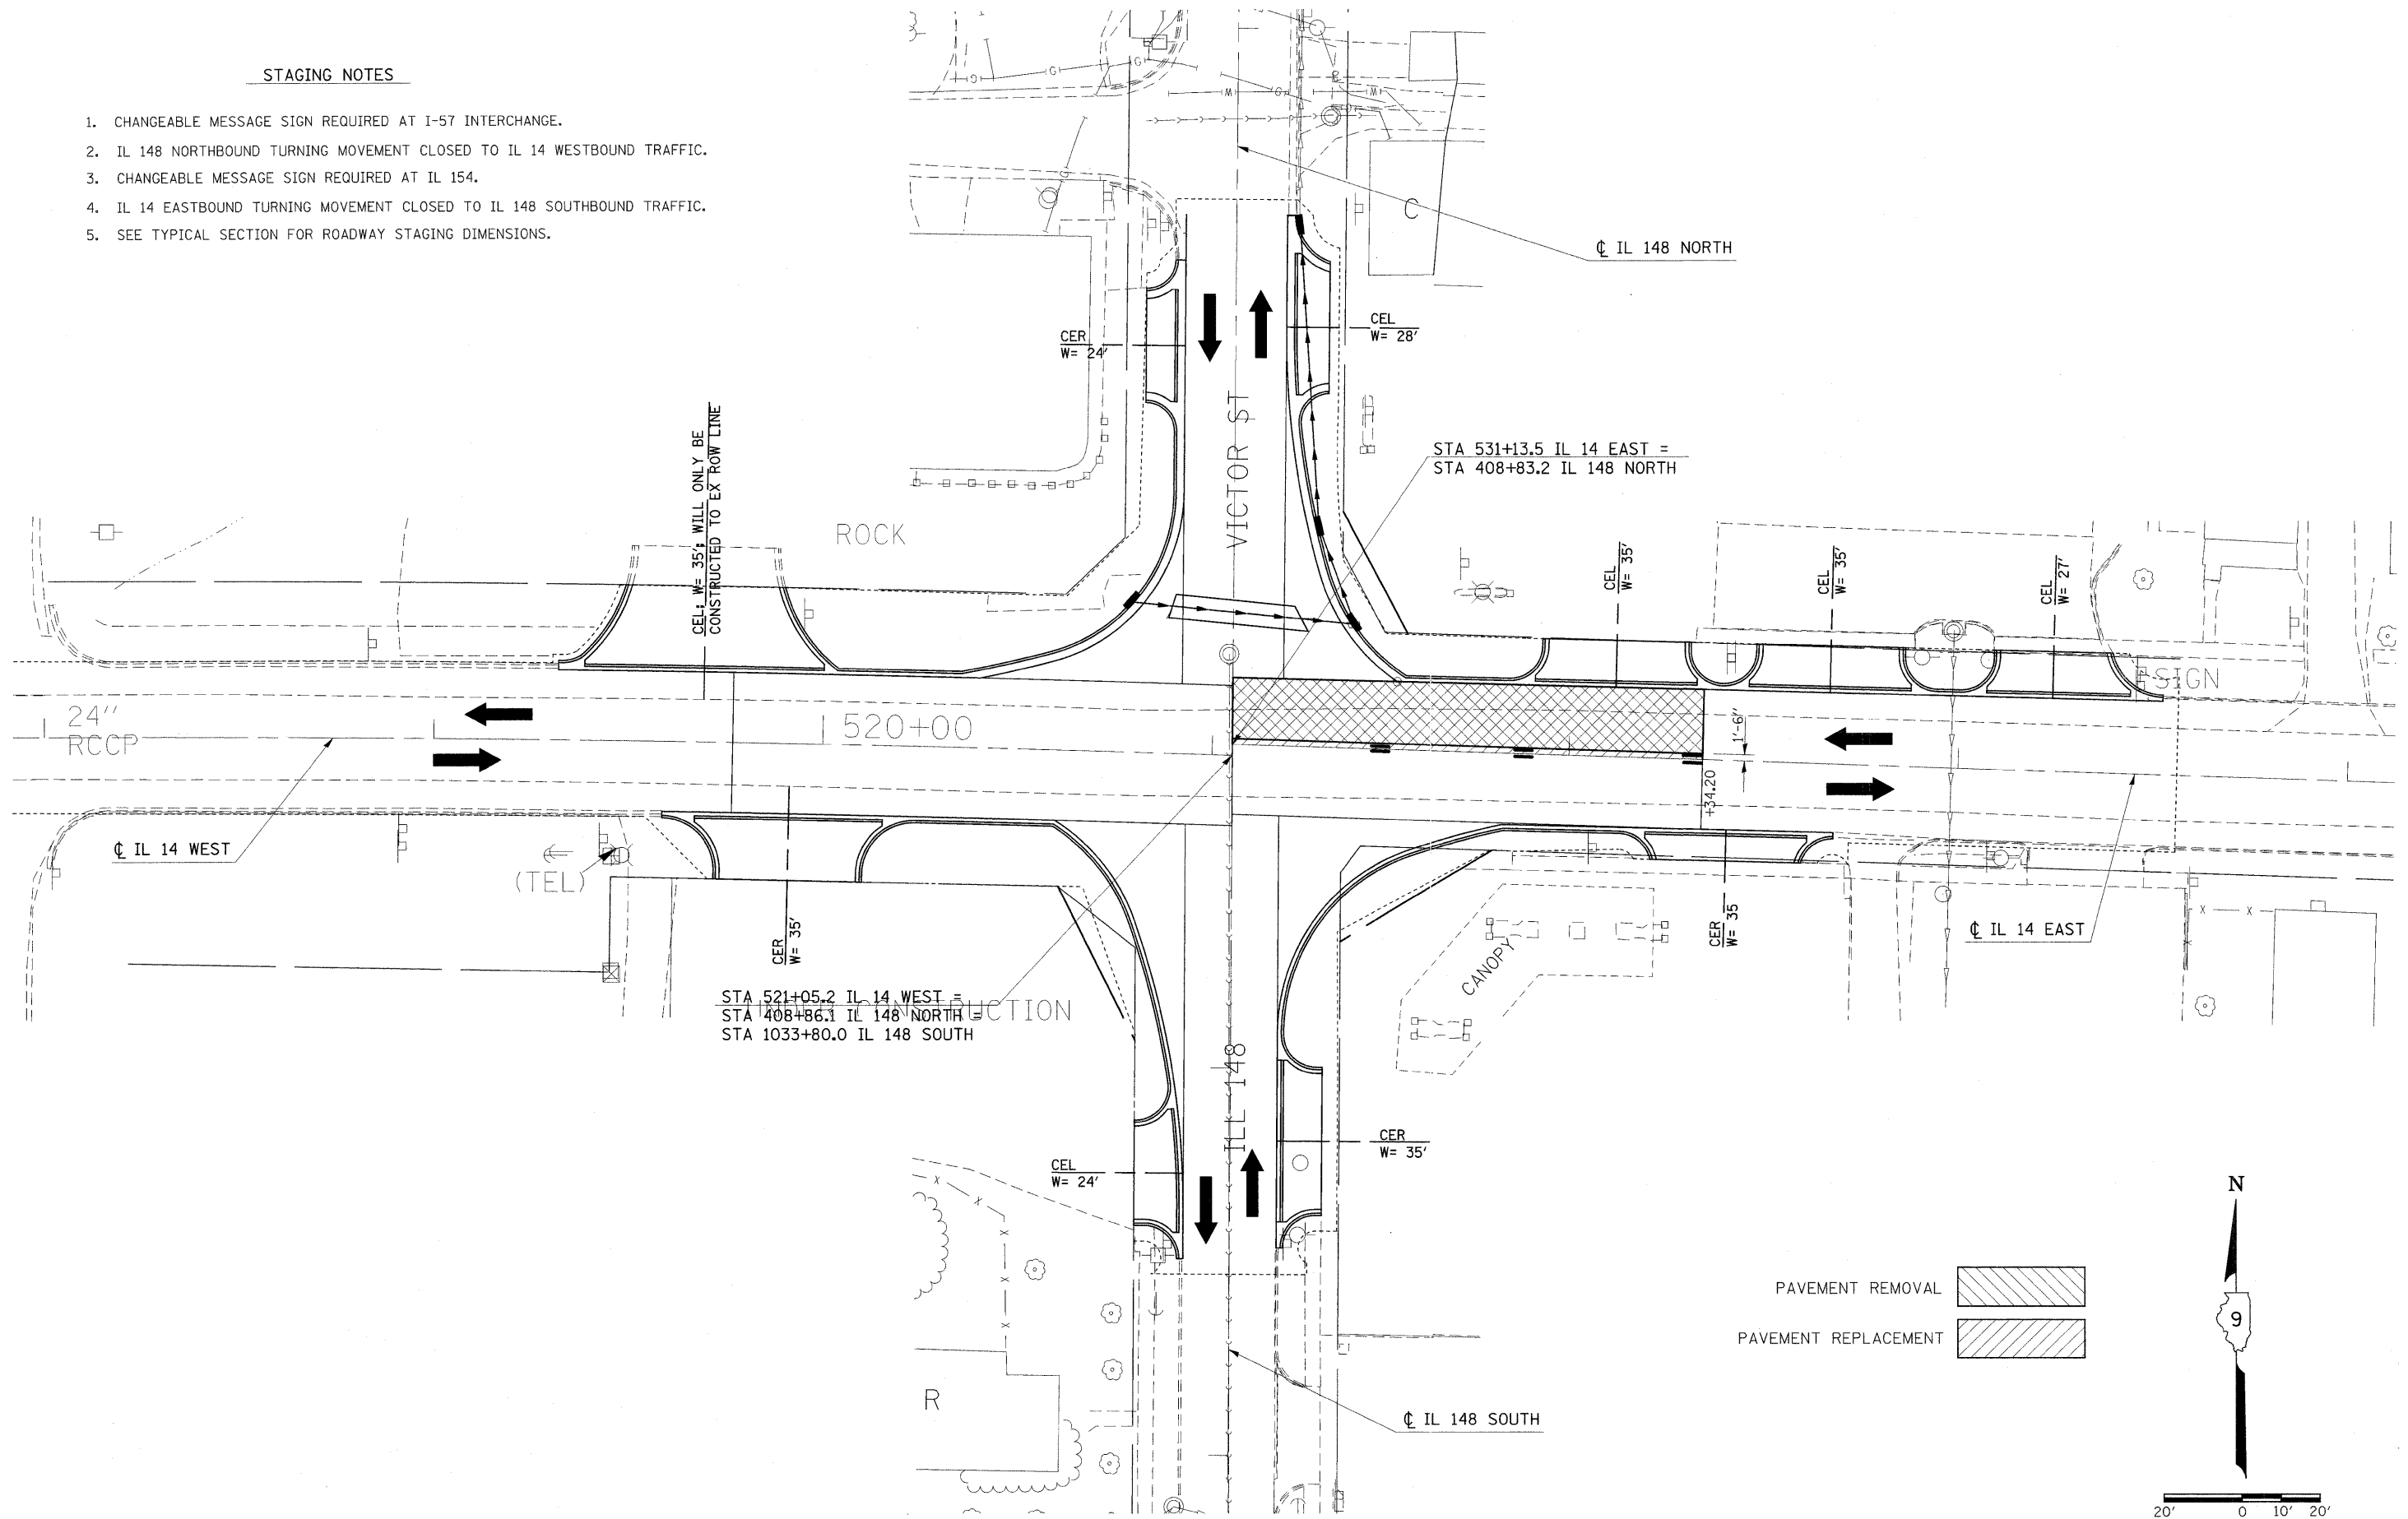 STAGING NOTES
1. CHANGEABLE MESSAGE SIGN REQUIRED AT I-57 INTERCHANGE.
2. IL 148 NORTHBOUND TURNING MOVEMENT CLOSED TO IL 14 WESTBOUND TRAFFIC.
3. CHANGEABLE MESSAGE SIGN REQUIRED AT IL 154.
4. IL 14 EASTBOUND TURNING MOVEMENT CLOSED TO IL 148 SOUTHBOUND TRAFFIC.
5. SEE TYPICAL SECTION FOR ROADWAY STAGING DIMENSIONS.
G
G
G
G
W
G
W
C
℄ IL 148 NORTH
CER
W= 24'
CEL
W= 28'
VICTOR ST
STA 531+13.5 IL 14 EAST =
STA 408+83.2 IL 148 NORTH
CEL; W= 35'; WILL ONLY BE
CONSTRUCTED TO EX ROW LINE
ROCK
CEL
W= 35'
CEL
W= 35'
CEL
W= 27'
SIGN
24"
RCCP
520+00
1'-6"
+34.20
℄ IL 14 WEST
(TEL)
CER
W= 35'
CER
W= 35
CANOPY
℄ IL 14 EAST
X X
X
STA 521+05.2 IL 14 WEST =
STA 408+86.1 IL 148 NORTH =
STA 1033+80.0 IL 148 SOUTH
UNDER CONSTRUCTION
ILL 148
CEL
W= 24'
CER
W= 35'
X
X
X
X
X
R
℄ IL 148 SOUTH
PAVEMENT REMOVAL
PAVEMENT REPLACEMENT
N
9
20' 0 10' 20'